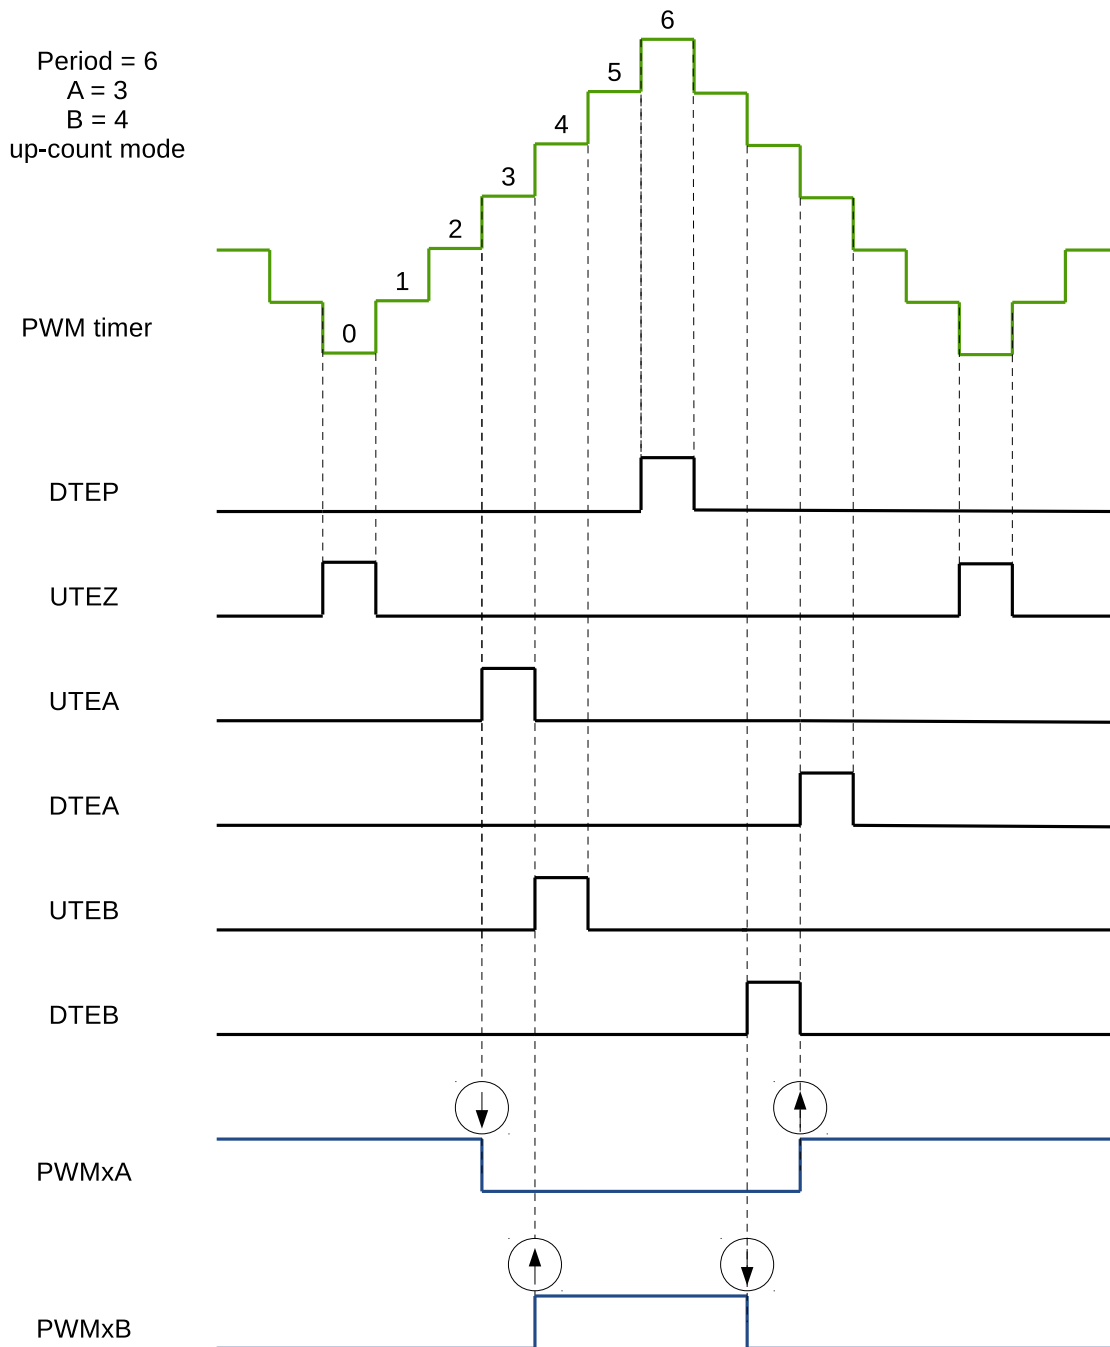 6
Period = 6
A = 3
B = 4
up-count mode
5
4
3
2
1
0
PWM timer
DTEP
UTEZ
UTEA
DTEA
UTEB
DTEB
PWMxA
PWMxB